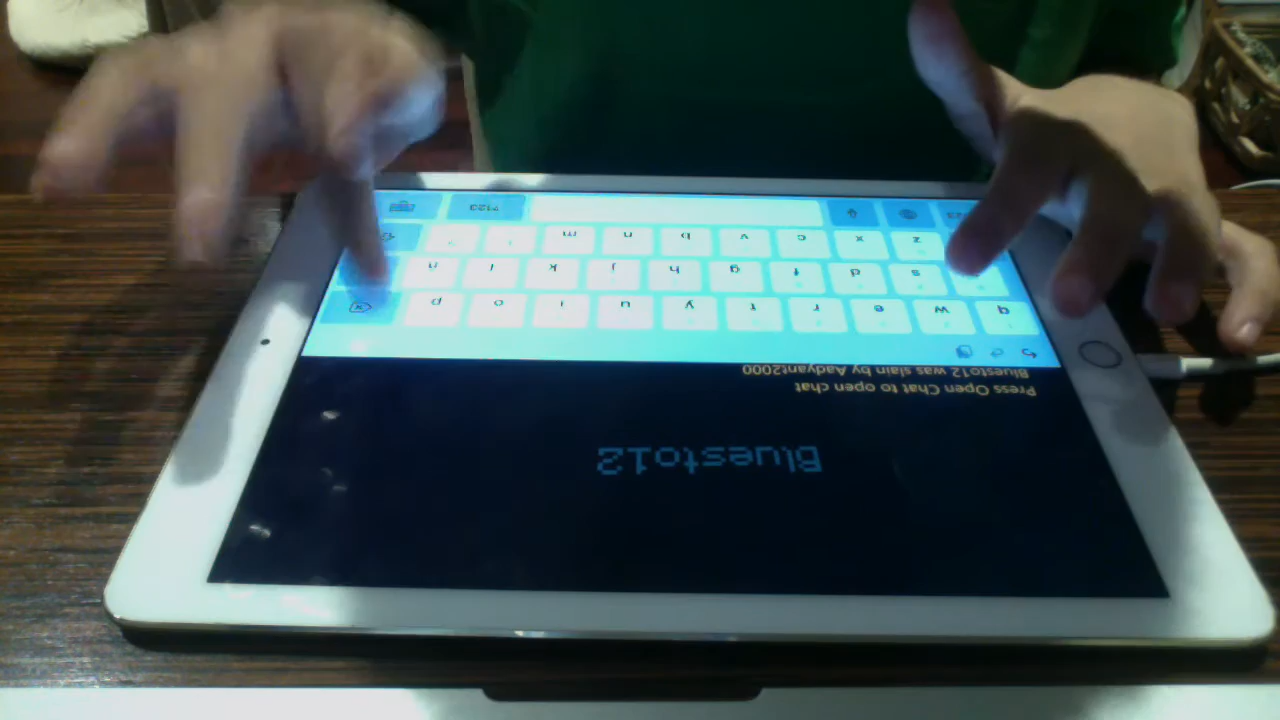 Bluesto12
Press Open Chat to open chat
Bluesto12 was slain by Aadyant2000
q w e r t y u i o p
s d f g h j k l ñ
z x c v b n m